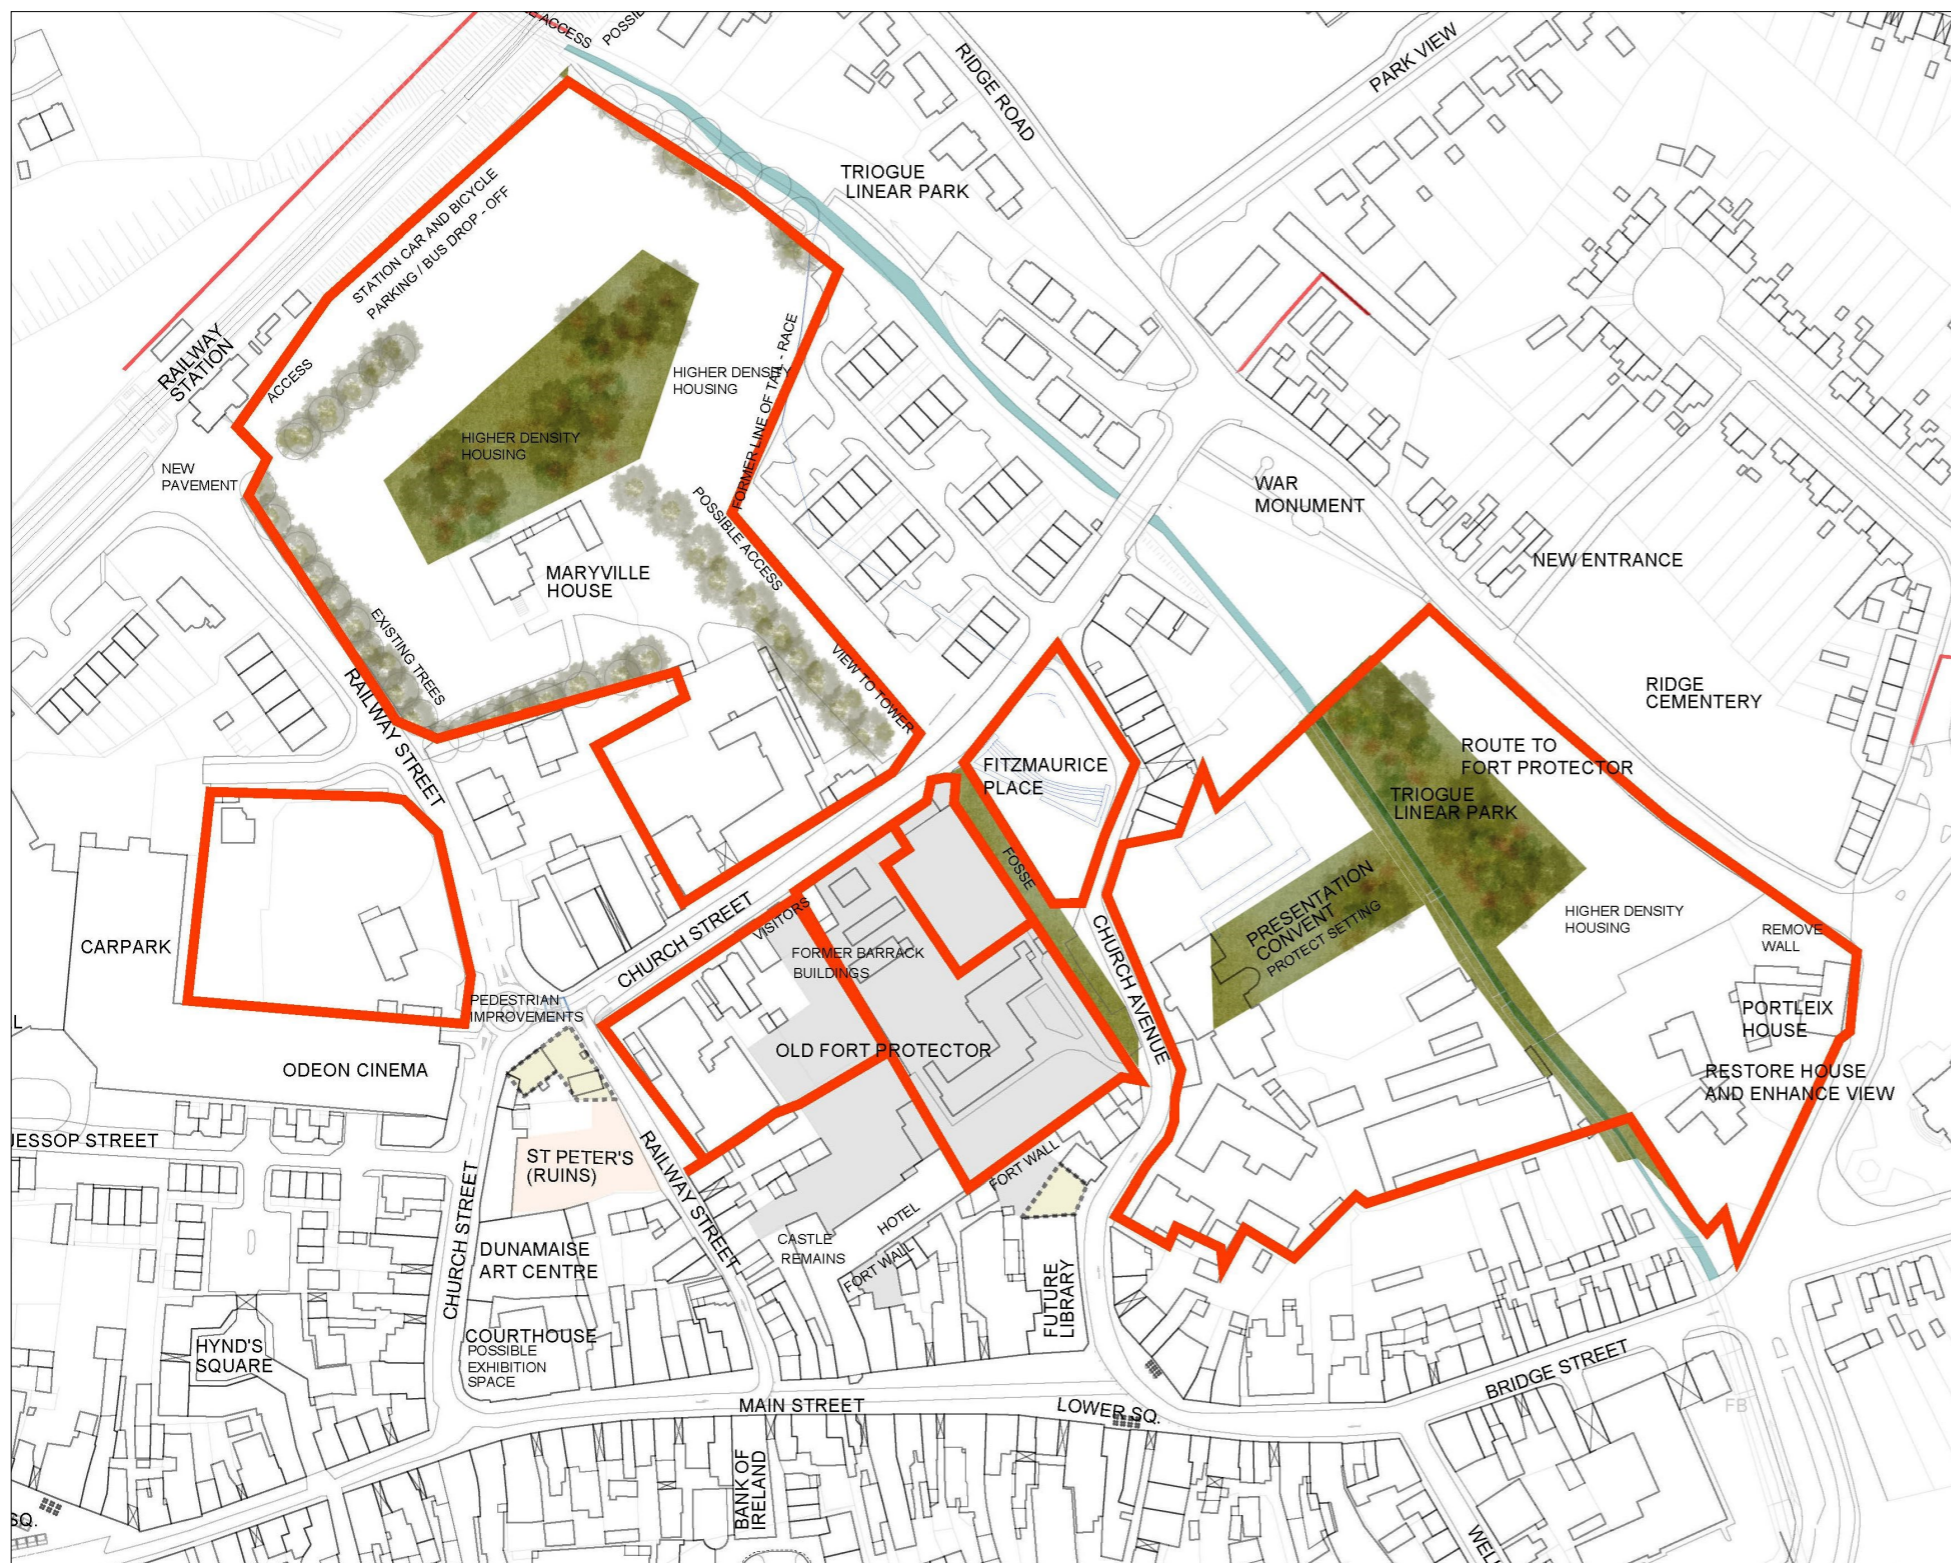 ACCESS
RIDGE ROAD
PARK VIEW
TRIOGUE
LINEAR PARK
STATION CAR AND BICYCLE
PARKING / BUS DROP - OFF
RAILWAY
STATION
ACCESS
HIGHER DENSITY
HOUSING
FORMER LINE OF TAIL - RACE
HIGHER DENSITY
HOUSING
NEW
PAVEMENT
WAR
MONUMENT
POSSIBLE ACCESS
NEW ENTRANCE
MARYVILLE
HOUSE
EXISTING TREES
VIEW TO TOWER
RAILWAY STREET
RIDGE
CEMENTERY
ROUTE TO
FORT PROTECTOR
FITZMAURICE
PLACE
TRIOGUE
LINEAR PARK
FOSSE
PRESENTATION
CONVENT
PROTECT SETTING
HIGHER DENSITY
HOUSING
REMOVE
WALL
CARPARK
CHURCH STREET
VISITORS
FORMER BARRACK
BUILDINGS
CHURCH AVENUE
PEDESTRIAN
IMPROVEMENTS
PORTLEIX
HOUSE
L
OLD FORT PROTECTOR
ODEON CINEMA
RESTORE HOUSE
AND ENHANCE VIEW
JESSOP STREET
ST PETER'S
(RUINS)
RAILWAY STREET
FORT WALL
HOTEL
CHURCH STREET
DUNAMAISE
ART CENTRE
CASTLE
REMAINS
FORT WALL
FUTURE
LIBRARY
HYND'S
SQUARE
COURTHOUSE
POSSIBLE
EXHIBITION
SPACE
BRIDGE STREET
MAIN STREET
LOWER SQ.
FB
BANK OF
IRELAND
SQ.